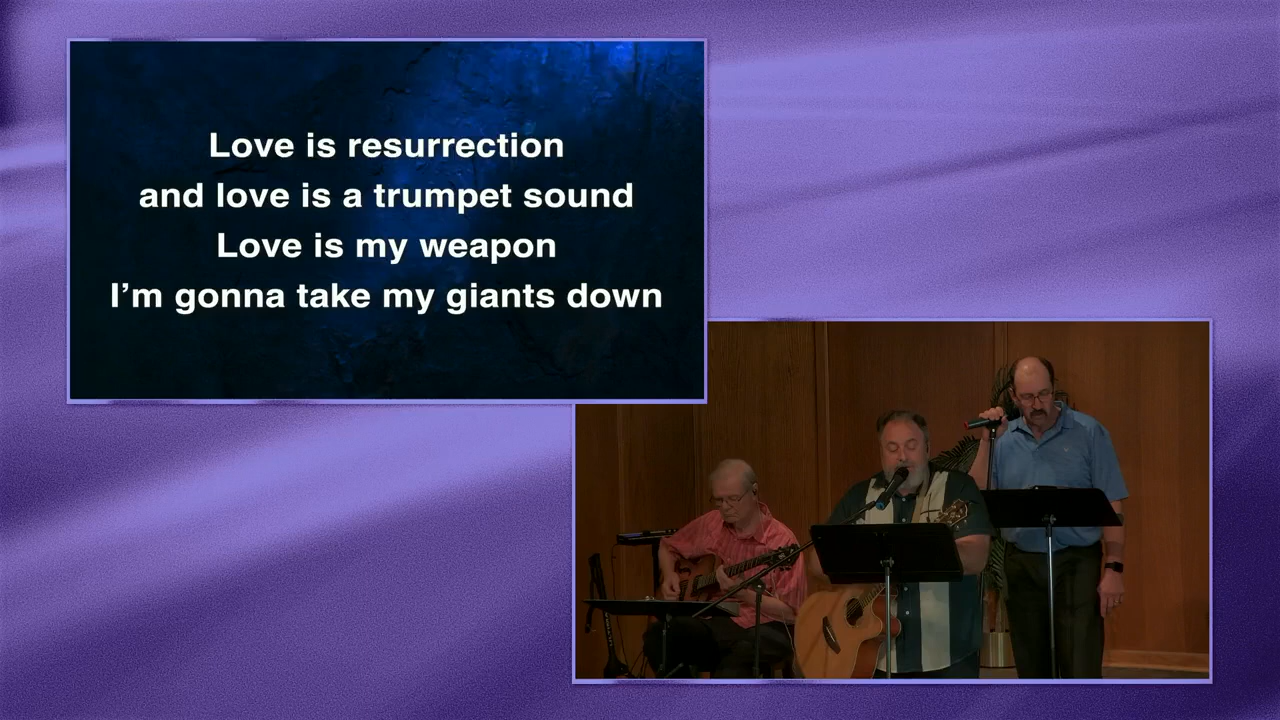 Love is resurrection
and love is a trumpet sound
Love is my weapon
I'm gonna take my giants down